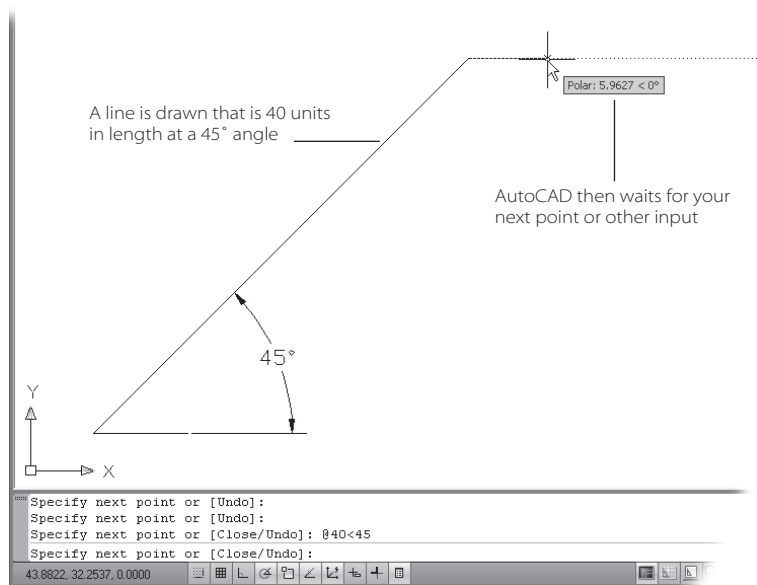 Polar: 5.9627 < 0°
A line is drawn that is 40 units
in length at a 45° angle
AutoCAD then waits for your
next point or other input
45°
Y
X
Specify next point or [Undo]:
Specify next point or [Undo]:
Specify next point or [Close/Undo]: @40<45
Specify next point or [Close/Undo]:
43.8822, 32.2537, 0.0000